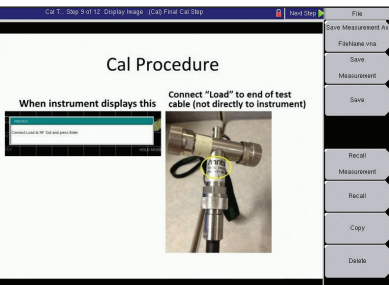 Cal T... Step 9 of 12 Display Image :(Cal) Final Cal Step
Next Step
File
Save Measurement As
FileName.vna
Save
Measurement
Save
Recall
Measurement
Recall
Copy
Delete
Cal Procedure
When instrument displays this
Connect Load to RF Out and press Enter
Connect "Load" to end of test
cable (not directly to instrument)